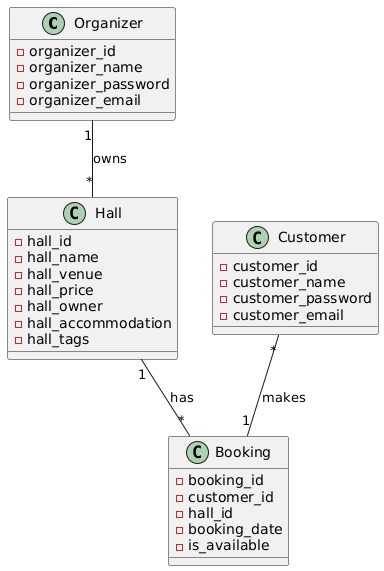 C Organizer
organizer_id
organizer_name
organizer_password
organizer_email
1
owns
*
C Hall
hall_id
hall_name
hall_venue
hall_price
hall_owner
hall_accommodation
hall_tags
C Customer
customer_id
customer_name
customer_password
customer_email
1
has
*
*
makes
1
C Booking
booking_id
customer_id
hall_id
booking_date
is_available